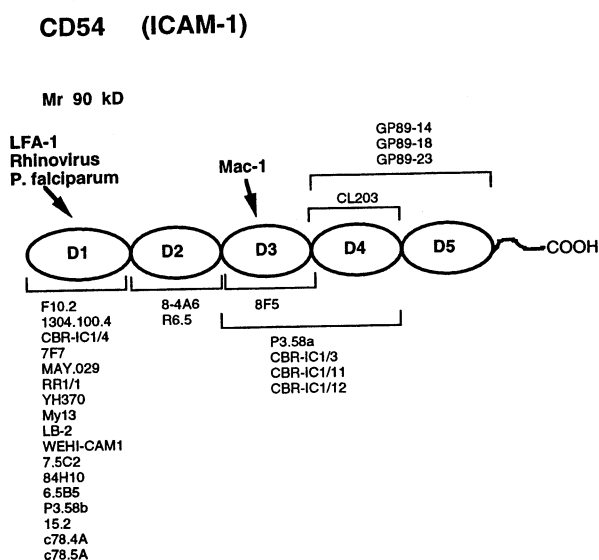 CD54 (ICAM-1)
Mr 90 kD
LFA-1
Rhinovirus
P. falciparum
Mac-1
GP89-14
GP89-18
GP89-23
CL203
D1
D2
D3
D4
D5
COOH
F10.2
1304.100.4
CBR-IC1/4
7F7
MAY.029
RR1/1
YH370
My13
LB-2
WEHI-CAM1
7.5C2
84H10
6.5B5
P3.58b
15.2
c78.4A
c78.5A
8-4A6
R6.5
8F5
P3.58a
CBR-IC1/3
CBR-IC1/11
CBR-IC1/12